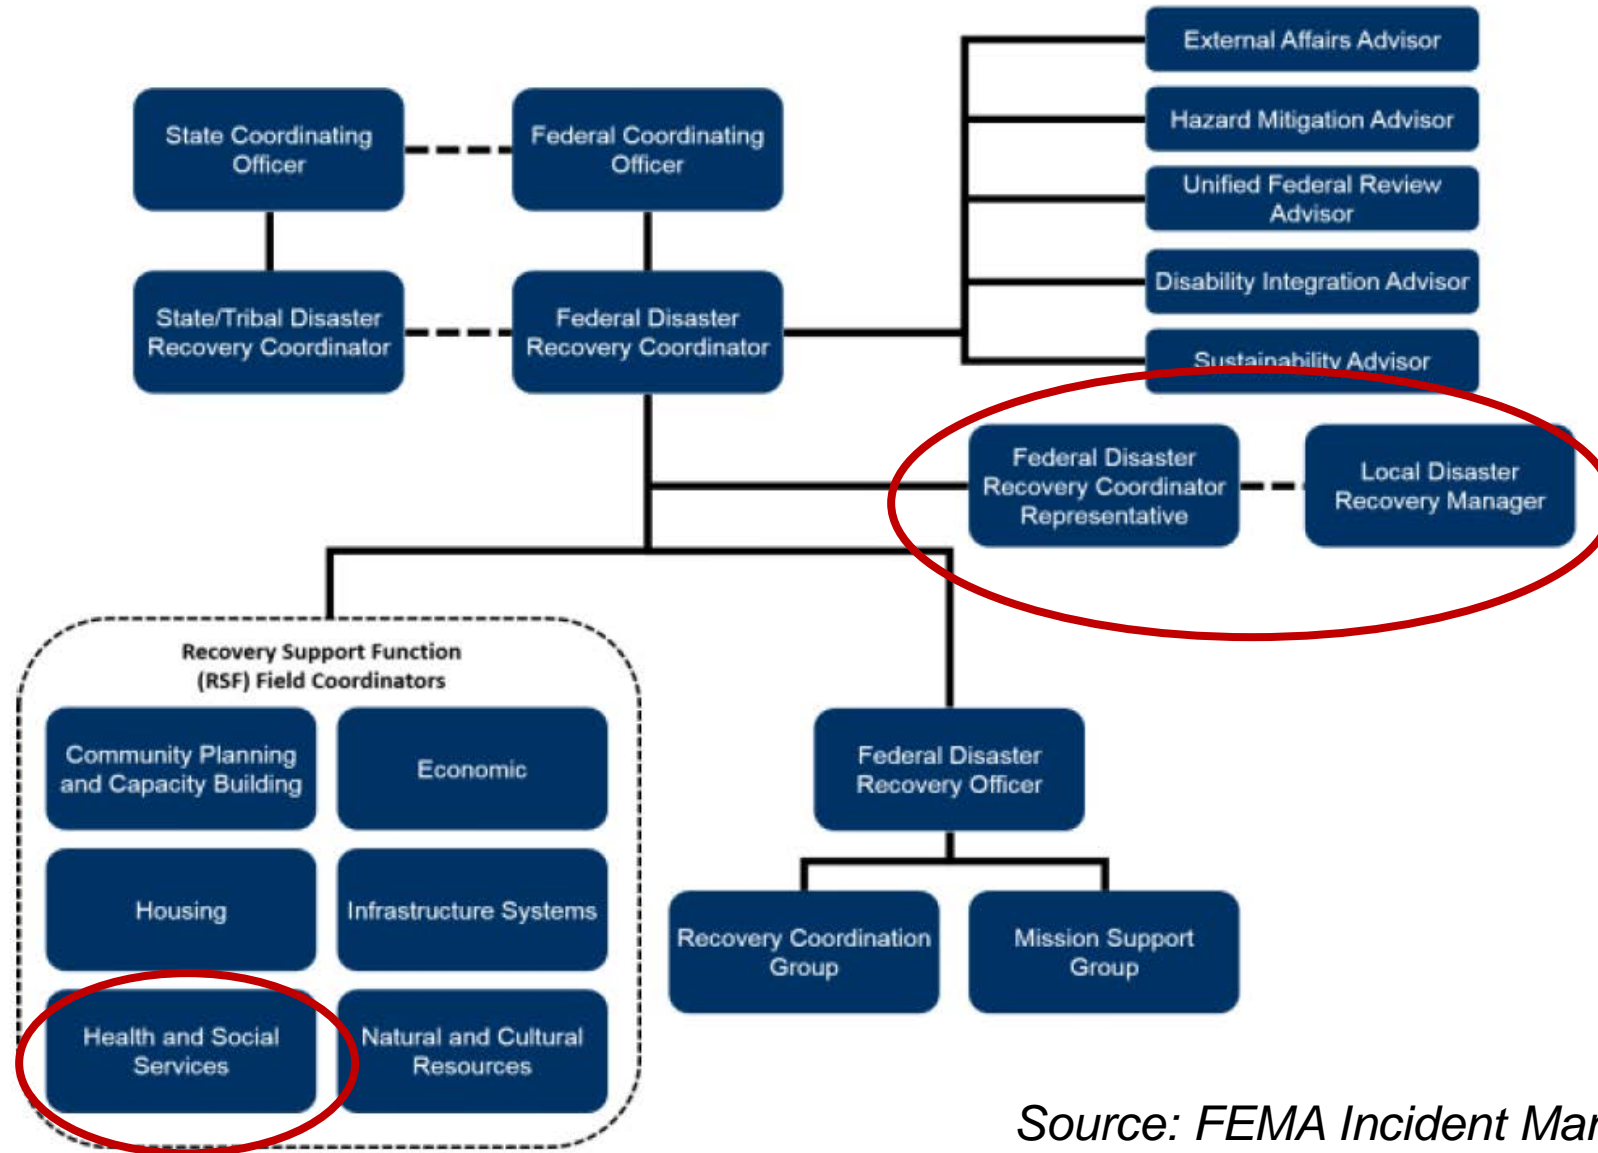 External Affairs Advisor
State Coordinating
Officer
Federal Coordinating
Officer
Hazard Mitigation Advisor
Unified Federal Review
Advisor
Disability Integration Advisor
State/Tribal Disaster
Recovery Coordinator
Federal Disaster
Recovery Coordinator
Sustainability Advisor
Federal Disaster
Recovery Coordinator
Representative
Local Disaster
Recovery Manager
Recovery Support Function
(RSF) Field Coordinators
Community Planning
and Capacity Building
Economic
Housing
Infrastructure Systems
Health and Social
Services
Natural and Cultural
Resources
Federal Disaster
Recovery Officer
Recovery Coordination
Group
Mission Support
Group
Source: FEMA Incident